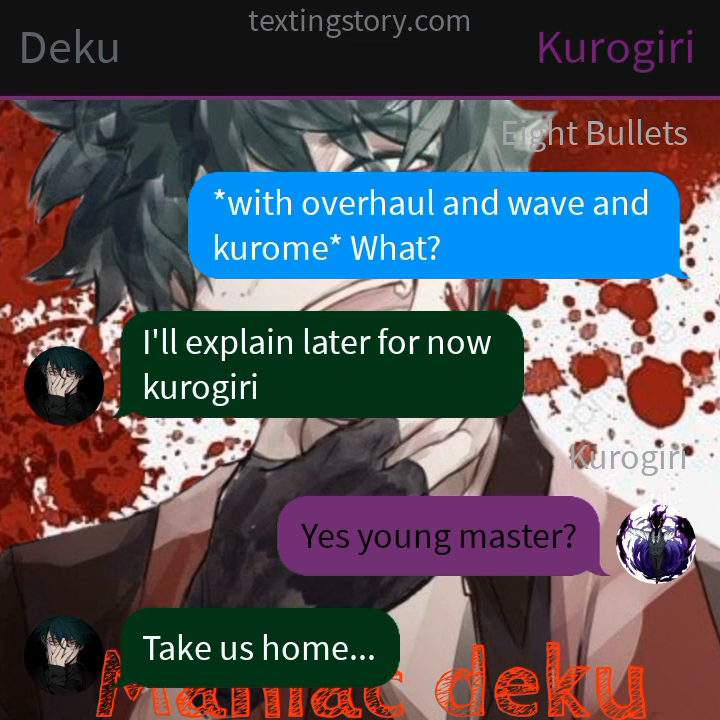 textingstory.com
Deku
Kurogiri
Eight Bullets
*with overhaul and wave and
kurome* What?
I'll explain later for now
kurogiri
Kurogiri
Yes young master?
Take us home...
Maniac deku